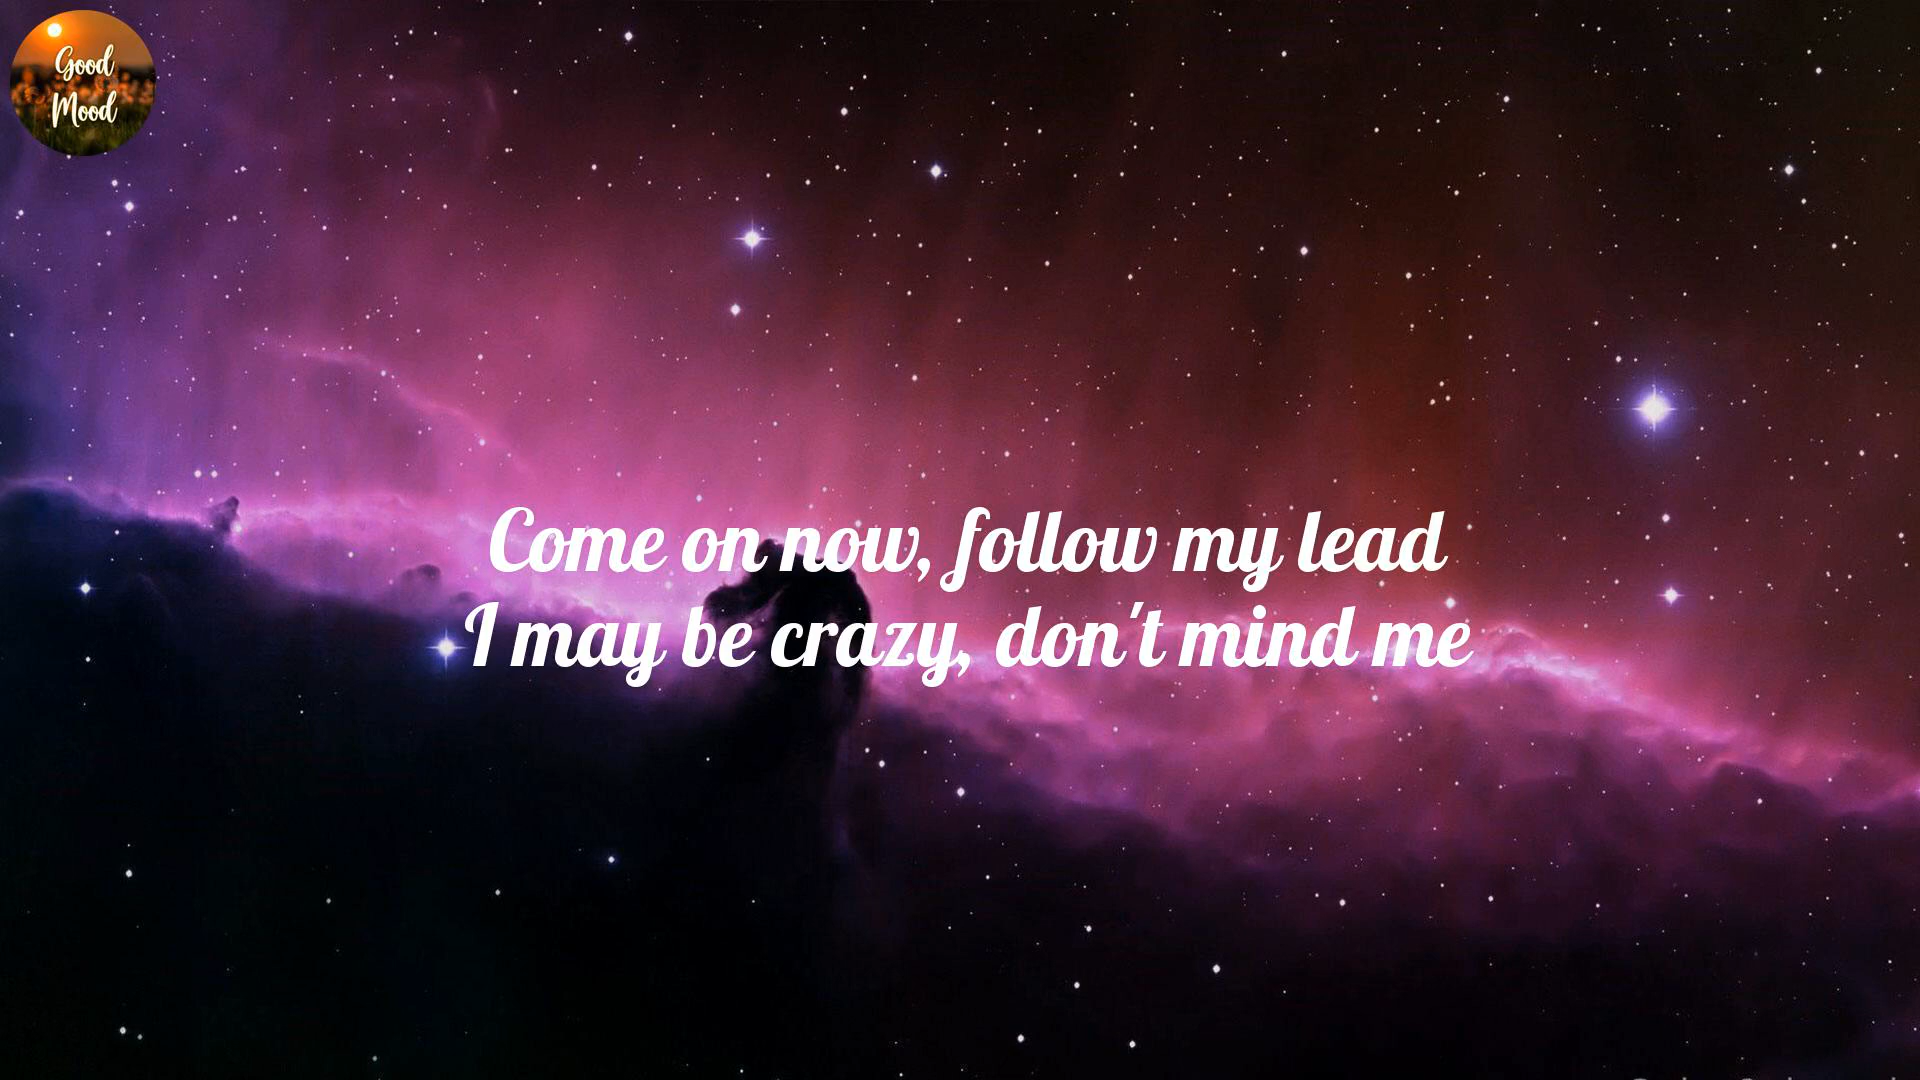 Good
Mood
Come on now, follow my lead
I may be crazy, don't mind me